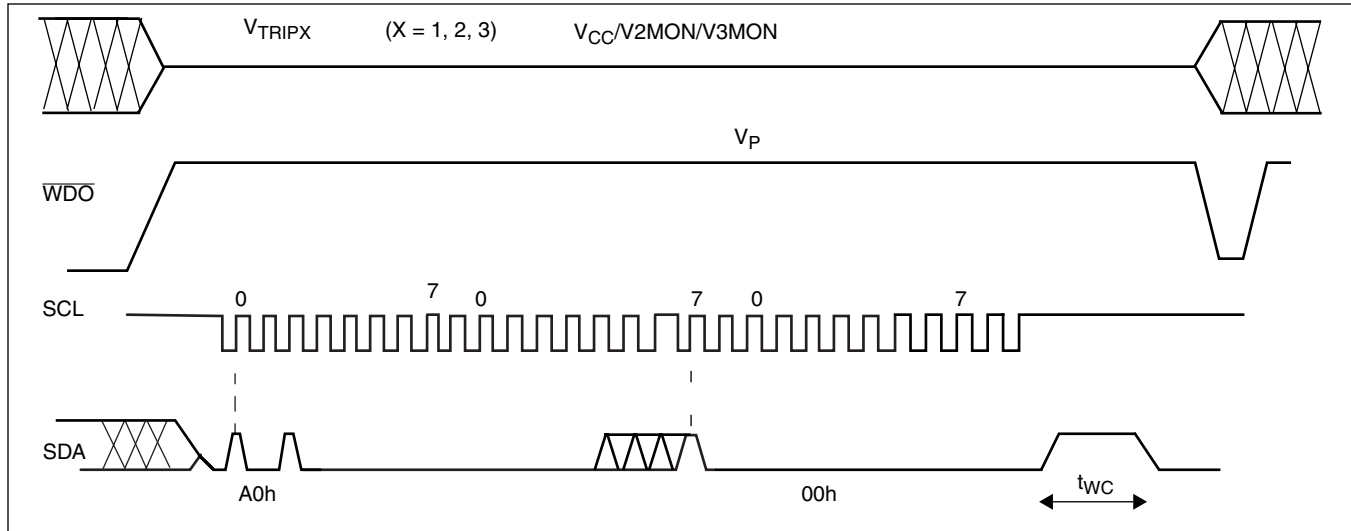 VTRIPX (X = 1, 2, 3) VCC/V2MON/V3MON
VP
WDO
0 7 0 7 0 7
SCL
SDA
A0h 00h tWC